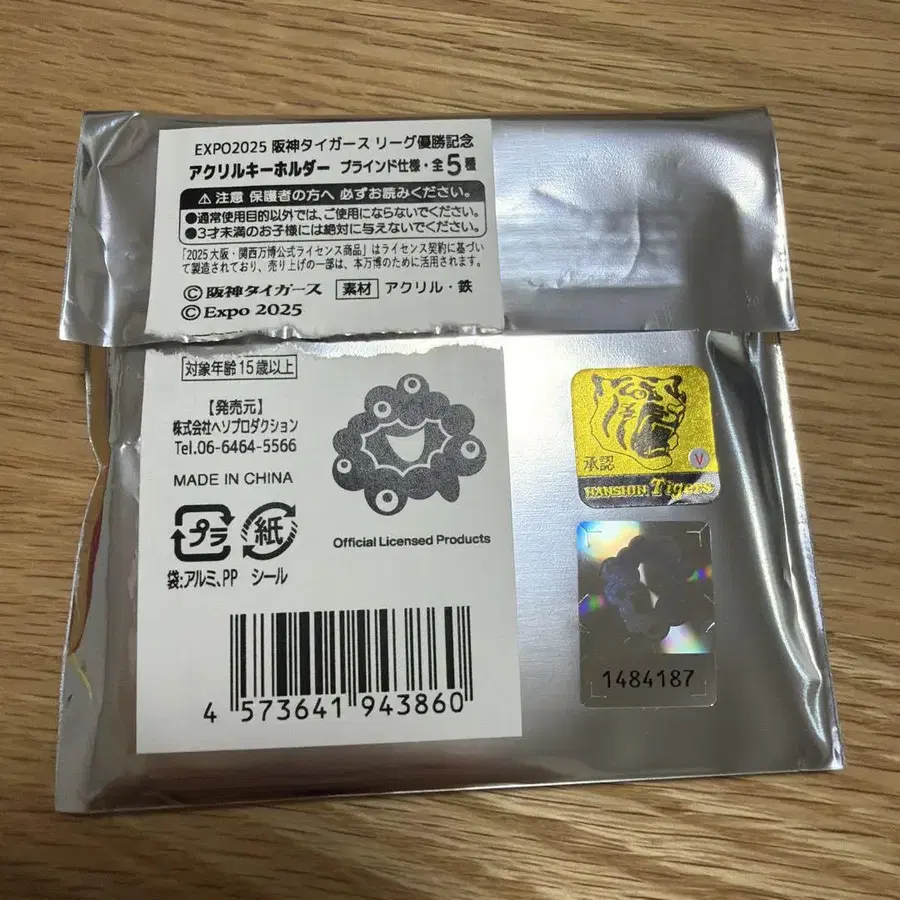 EXPO2025 阪神タイガース リーグ優勝記念
アクリルキーホルダー ブラインド仕様・全5種
⚠注意 保護者の方へ 必ずお読みください。
●通常使用目的以外では、ご使用にならないでください。
●3才未満のお子様には絶対に与えないでください。
「2025大阪・関西万博公式ライセンス商品」はライセンス契約に基づい
て製造されており、売り上げの一部は、本万博のために活用されます。
©阪神タイガース 素材 アクリル・鉄
©Expo 2025
対象年齢15歳以上
【発売元】
株式会社ヘソプロダクション
Tel.06-6464-5566
MADE IN CHINA
プラ 紙
袋:アルミ、PP シール
Official Licensed Products
4 573641 943860
承認 V
HANSHIN Tigers
1484187